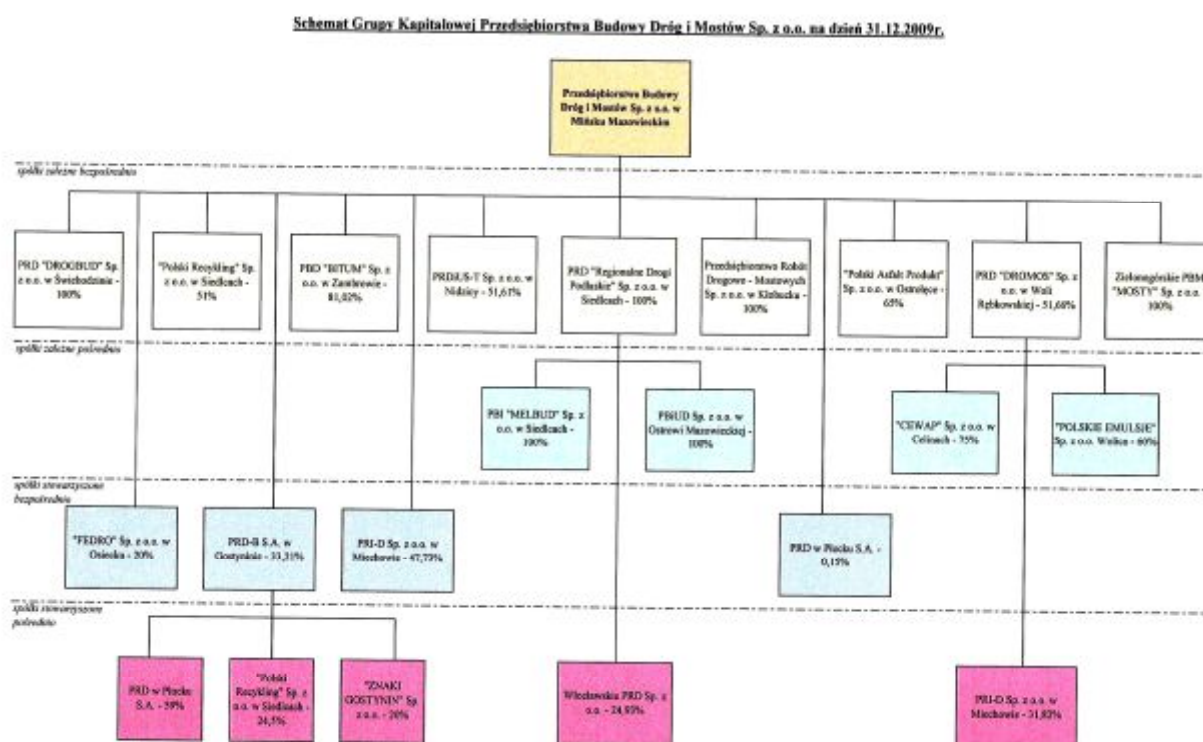 Schemat Grupy Kapitałowej Przedsiębiorstwa Budowy Dróg i Mostów Sp. z o.o. na dzień 31.12.2009r.
Przedsiębiorstwo Budowy
Dróg i Mostów Sp. z o.o. w
Mińsku Mazowieckim
spółki zależne bezpośrednio
PRD "DROGBUD" Sp.
z o.o. w Świebodzinie -
100%
"Polski Recykling" Sp.
z o.o. w Siedlcach -
51%
PBD "BITUM" Sp. z
o.o. w Zambrowie -
81,02%
PRDiUS-T Sp. z o.o. w
Nidzicy - 51,61%
PRD "Regionalne Drogi
Podlaskie" Sp. z o.o. w
Siedlcach - 100%
Przedsiębiorstwo Robót
Drogowo - Mostowych
Sp. z o.o. w Kłobucku -
100%
"Polski Asfalt Produkt"
Sp. z o.o. w Ostrołęce -
65%
PRD "DROMOS" Sp. z
o.o. w Woli
Rębkowskiej - 51,66%
Zielonogórskie PBM
"MOSTY" Sp. z o.o.
100%
spółki zależne pośrednio
PBI "MELBUD" Sp. z
o.o. w Siedlcach -
100%
PBiUD Sp. z o.o. w
Ostrowi Mazowieckiej -
100%
"CEWAP" Sp. z o.o. w
Celinach - 75%
"POLSKIE EMULSJE"
Sp. z o.o. Wolica - 60%
spółki stowarzyszone
bezpośrednio
"FEDRO" Sp. z o.o. w
Osiecku - 20%
PRD-B S.A. w
Gostyninie - 33,21%
PRI-D Sp. z o.o. w
Miechowie - 47,73%
PRD w Płocku S.A. -
0,15%
spółki stowarzyszone
pośrednio
PRD w Płocku
S.A. - 39%
"Polski
Recykling" Sp. z
o.o. w Siedlcach -
24,5%
"ZNAKI
GOSTYNIN" Sp.
z o.o. - 20%
Włocławskie PRD Sp. z
o.o. - 24,93%
PRI-D Sp. z o.o. w
Miechowie - 31,82%